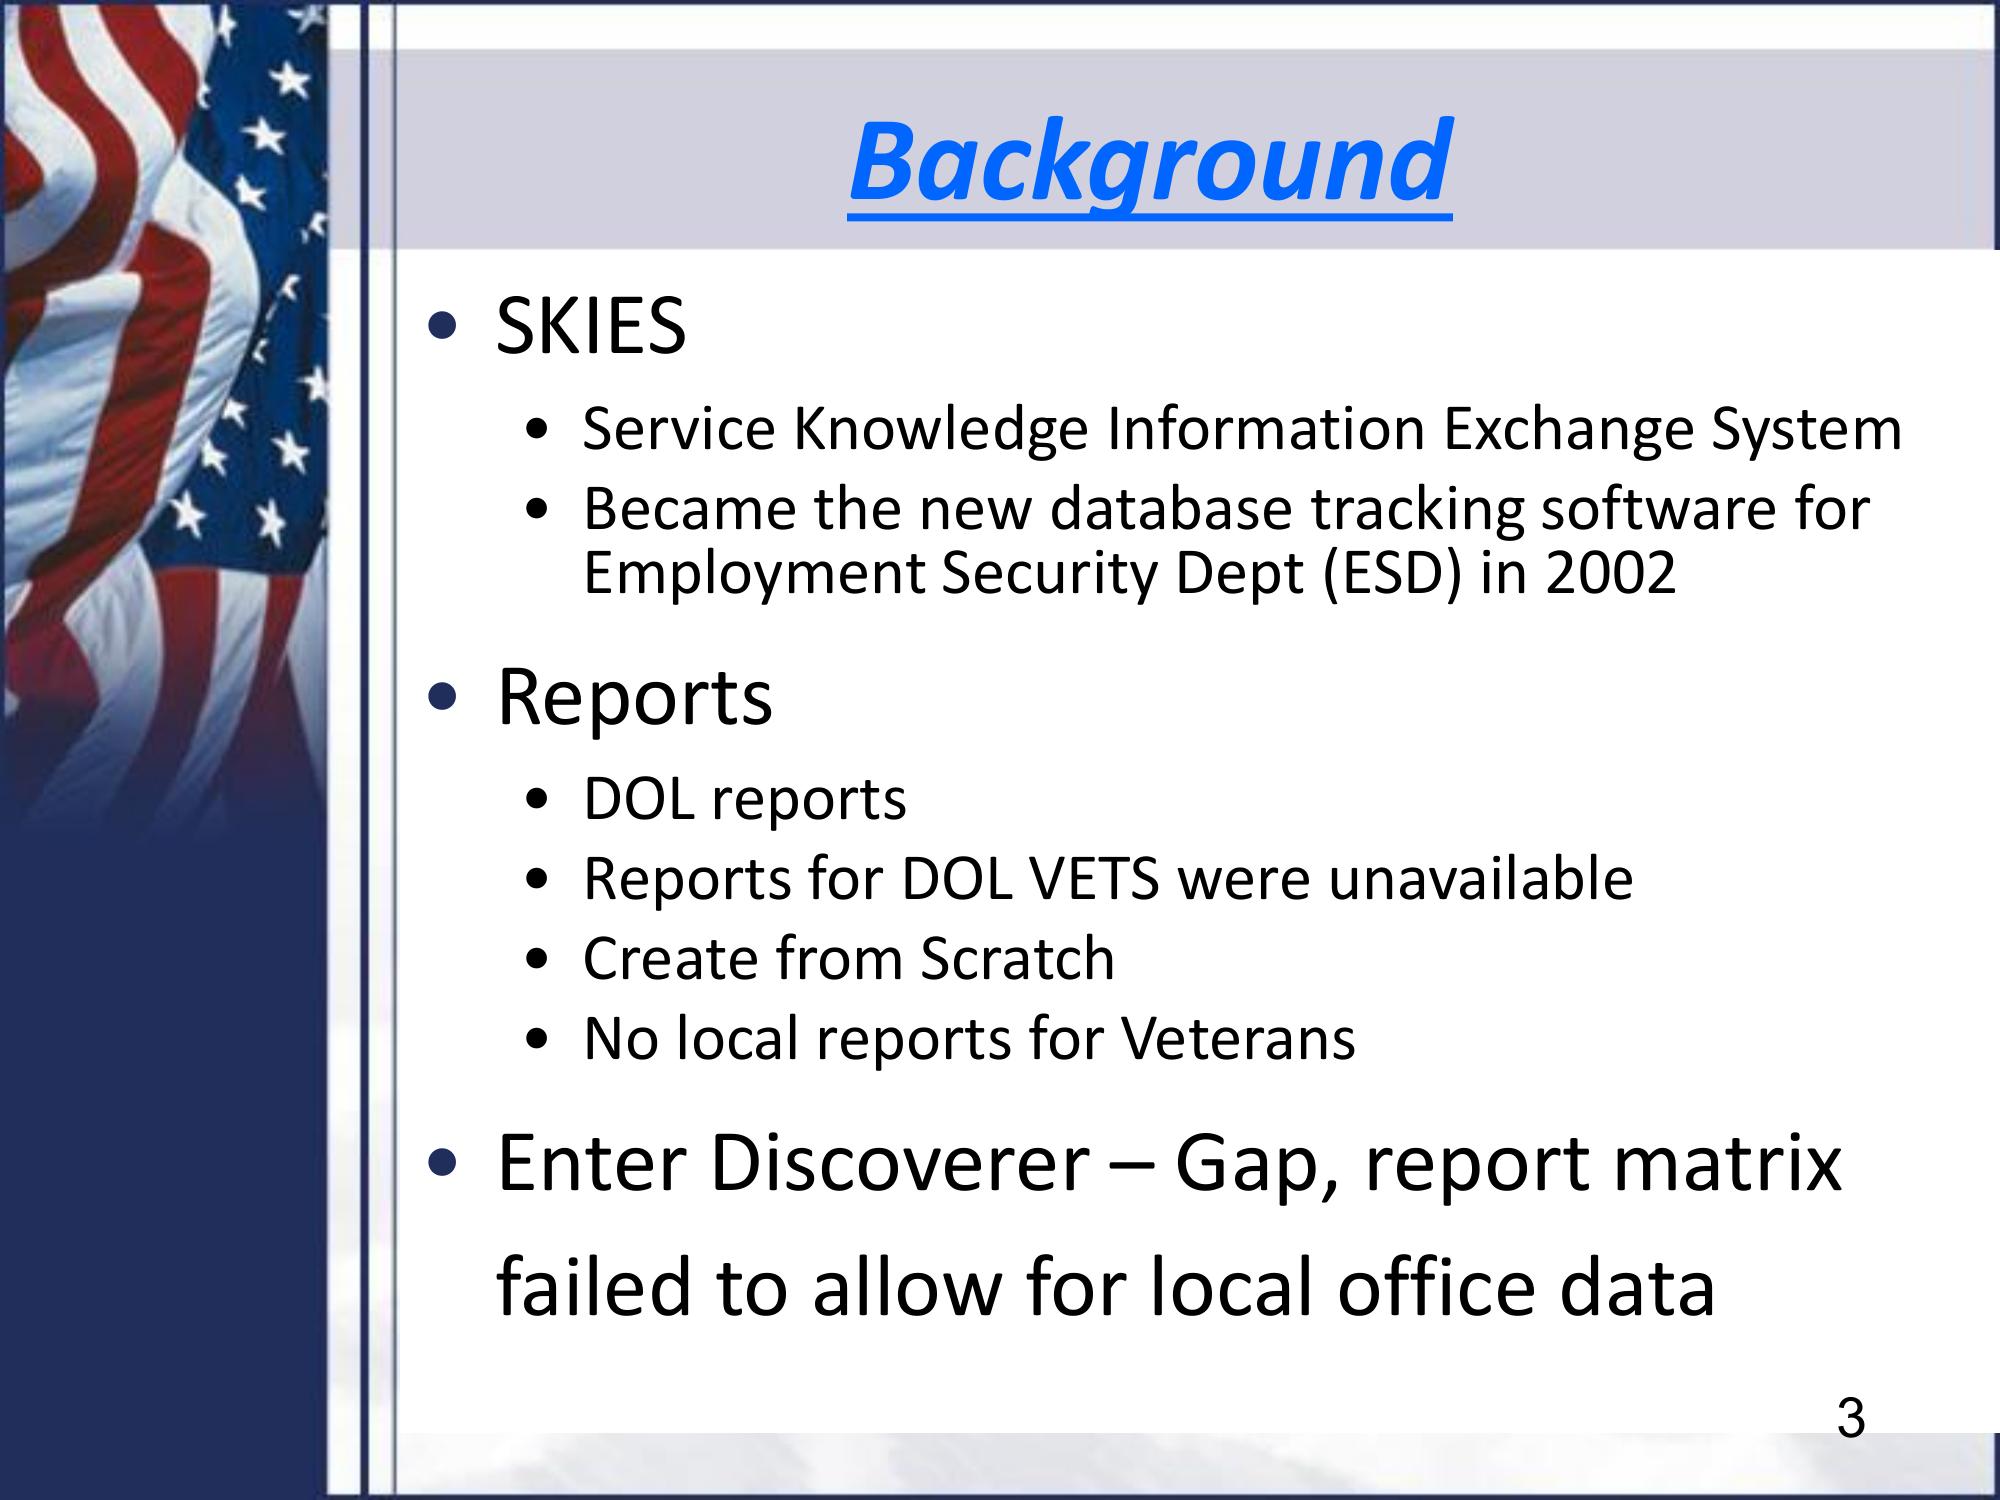 Background
• SKIES
• Service Knowledge Information Exchange System
• Became the new database tracking software for
Employment Security Dept (ESD) in 2002
• Reports
• DOL reports
• Reports for DOL VETS were unavailable
• Create from Scratch
• No local reports for Veterans
• Enter Discoverer – Gap, report matrix
failed to allow for local office data
3